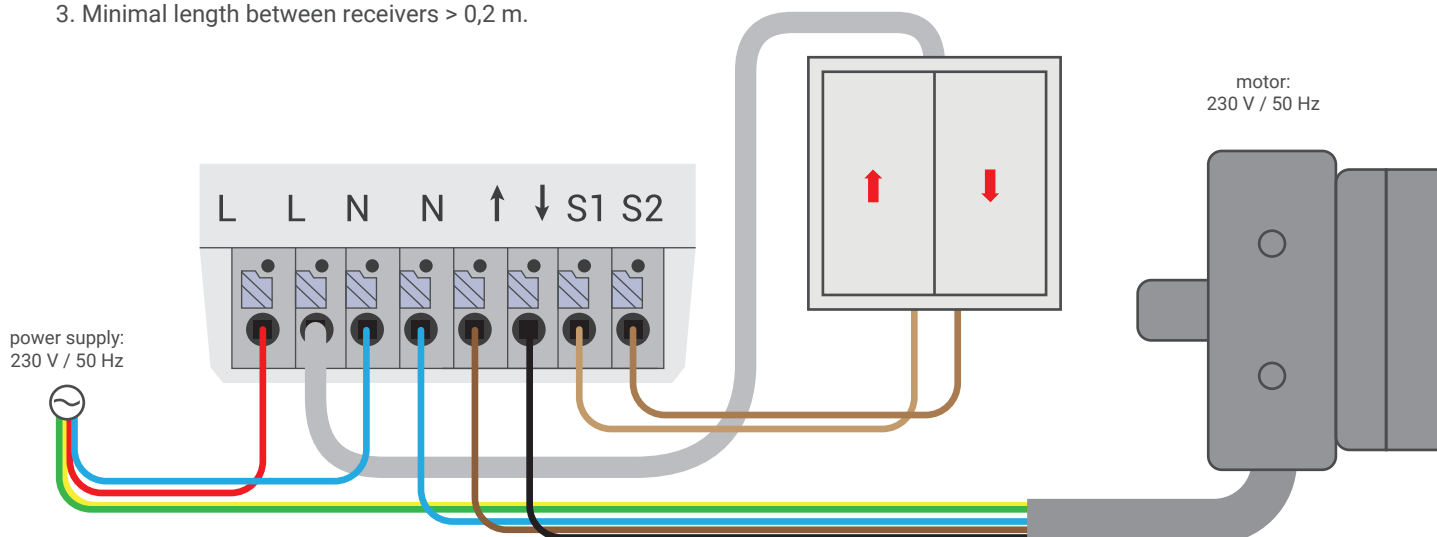 3. Minimal length between receivers > 0,2 m.
motor:
230 V / 50 Hz
L L N N ↑ ↓ S1 S2
power supply:
230 V / 50 Hz